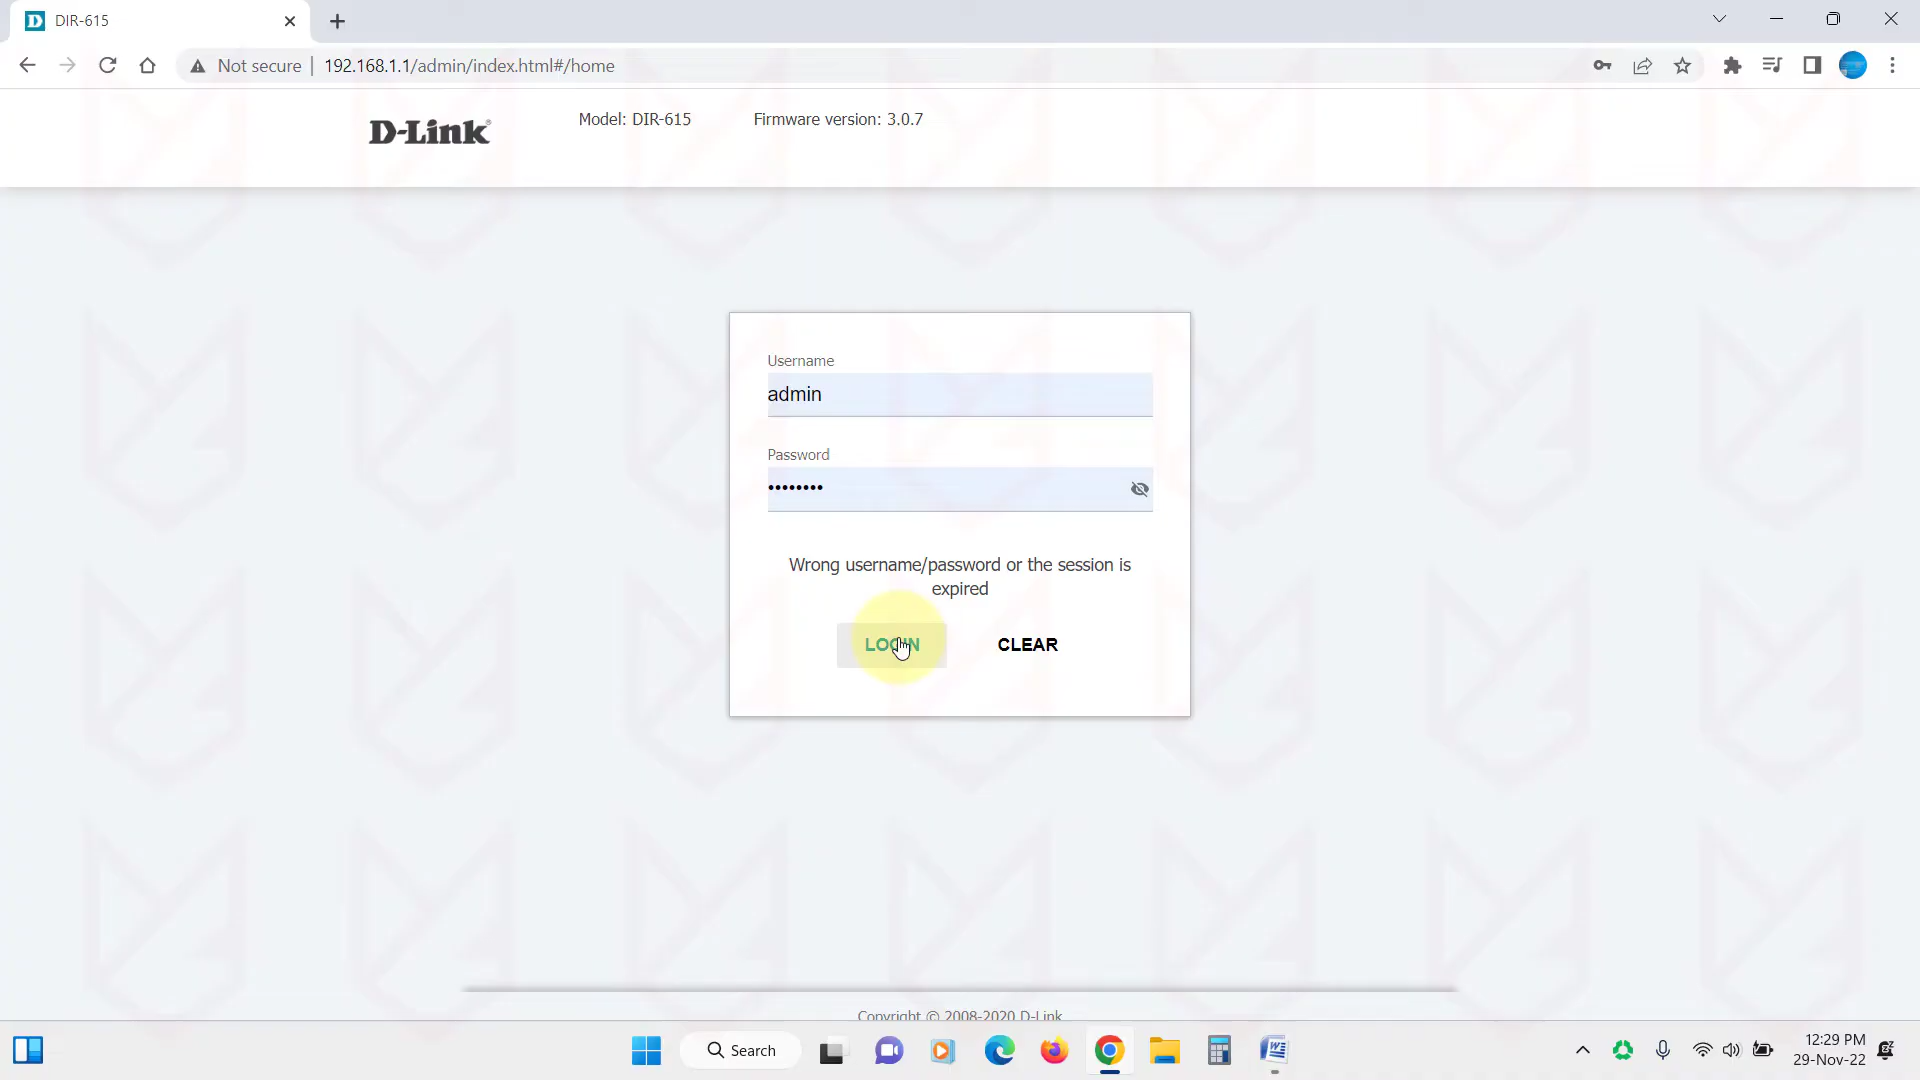 DIR-615
Not secure
192.168.1.1/admin/index.html#/home
D-Link
Model: DIR-615
Firmware version: 3.0.7
Username
admin
Password
••••••••
Wrong username/password or the session is
expired
LOGIN
CLEAR
Copyright © 2008-2020 D-Link
Search
12:29 PM
29-Nov-22